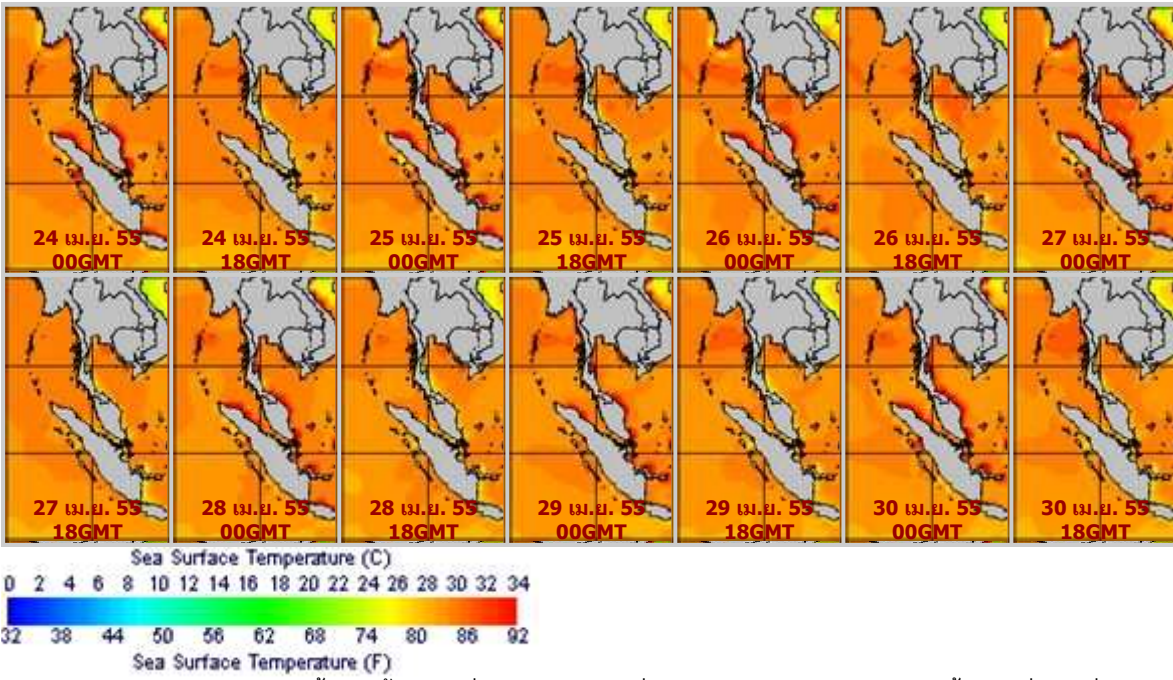 24 เม.ย. 55 24 เม.ย. 55 25 เม.ย. 55 25 เม.ย. 55 26 เม.ย. 55 26 เม.ย. 55 27 เม.ย. 55
00GMT 18GMT 00GMT 18GMT 00GMT 18GMT 00GMT
27 เม.ย. 55 28 เม.ย. 55 28 เม.ย. 55 29 เม.ย. 55 29 เม.ย. 55 30 เม.ย. 55 30 เม.ย. 55
18GMT 00GMT 18GMT 00GMT 18GMT 00GMT 18GMT
Sea Surface Temperature (C)
0 2 4 6 8 10 12 14 16 18 20 22 24 26 28 30 32 34
32 38 44 50 56 62 68 74 80 86 92
Sea Surface Temperature (F)